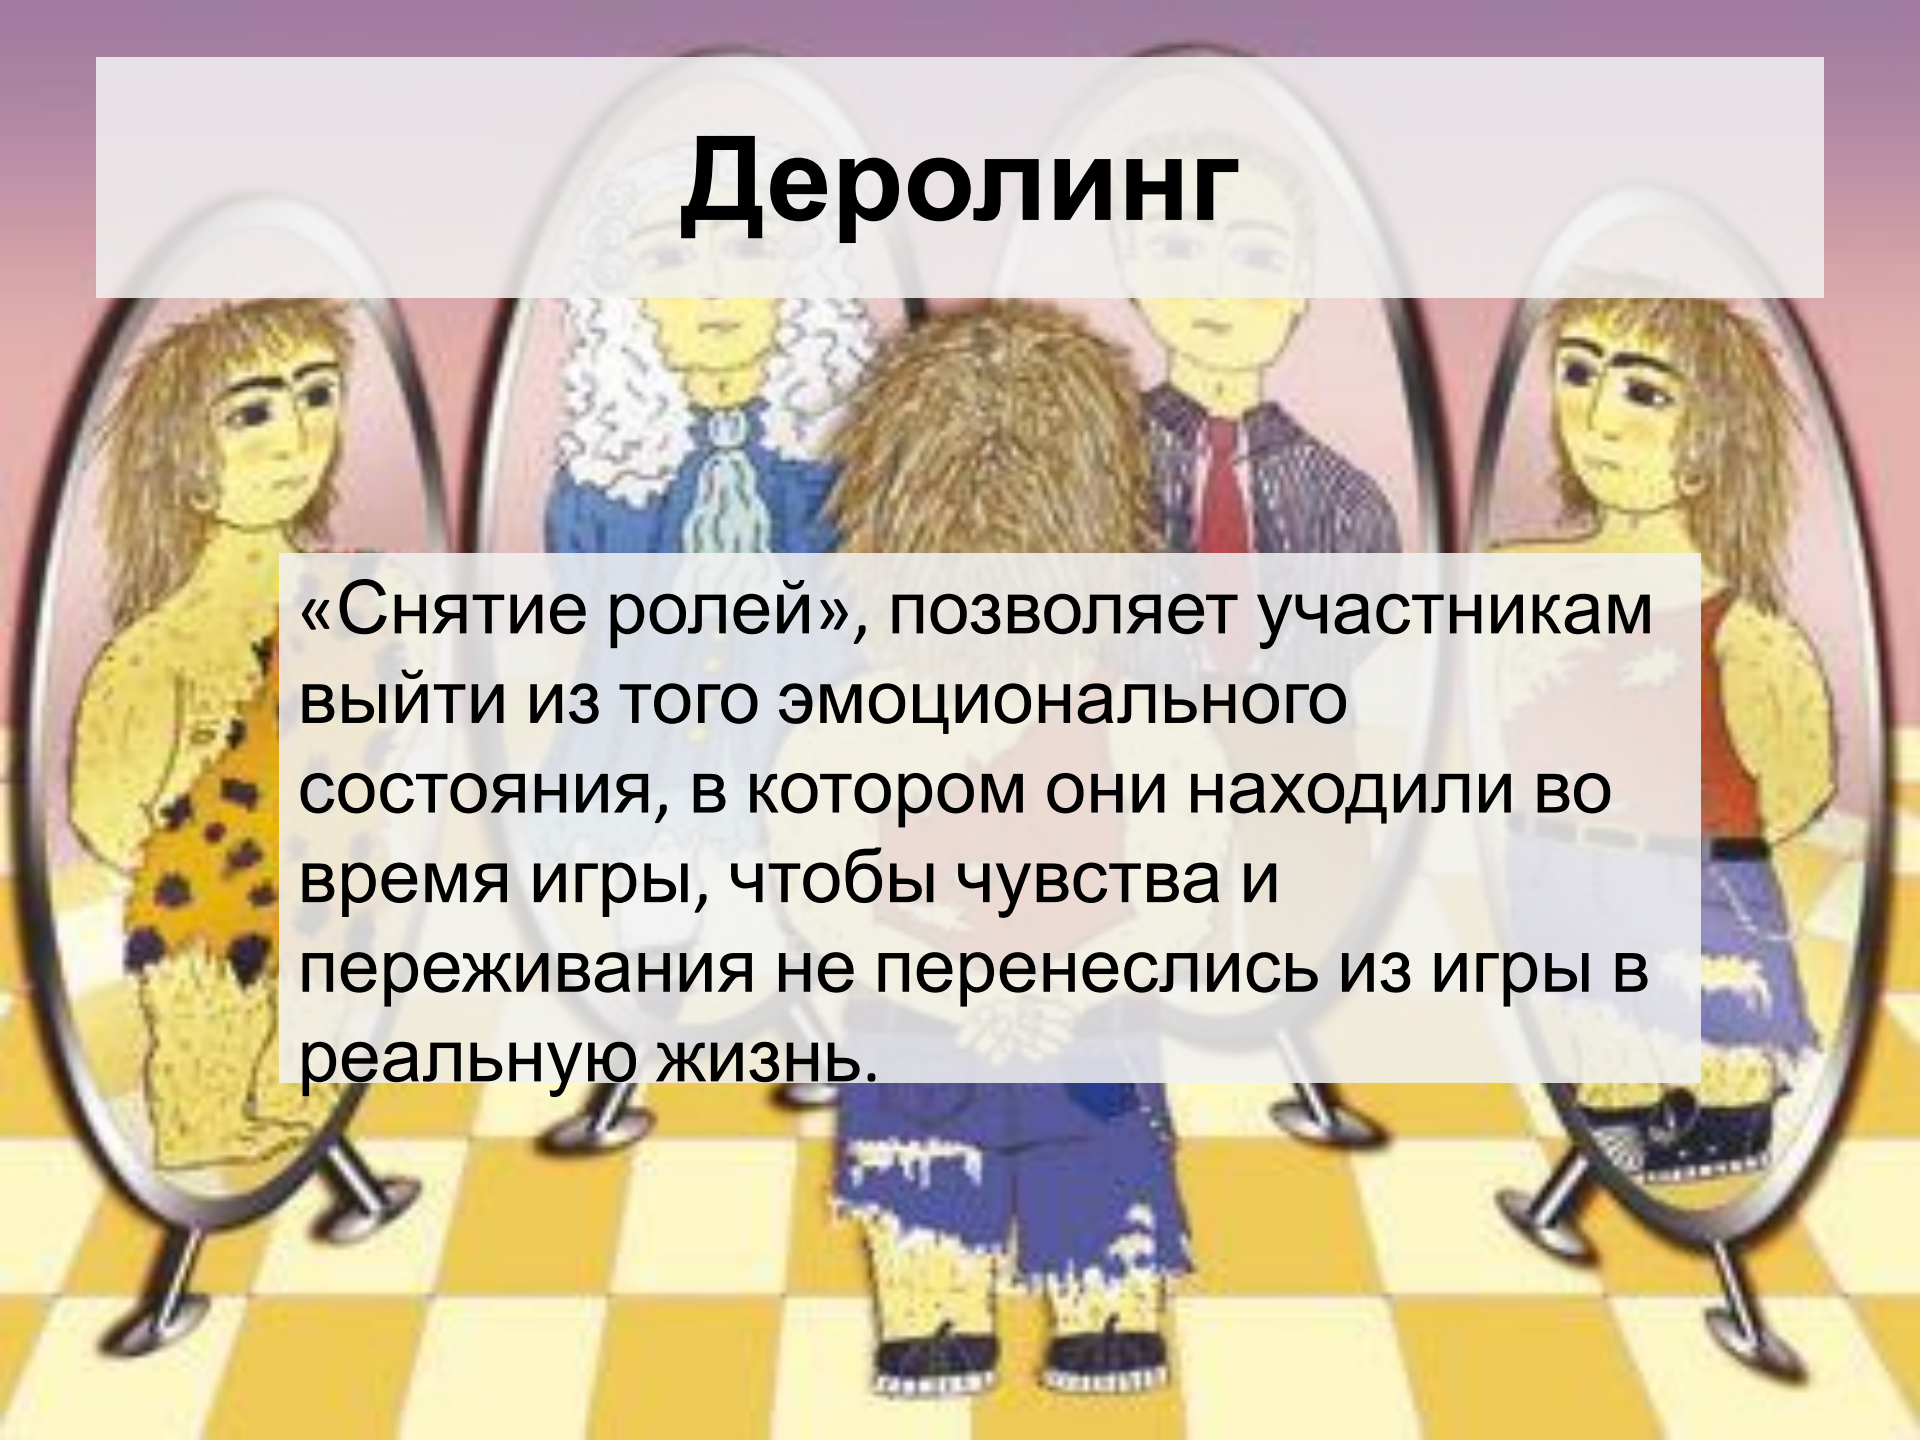 Деролинг
«Снятие ролей», позволяет участникам
выйти из того эмоционального
состояния, в котором они находили во
время игры, чтобы чувства и
переживания не перенеслись из игры в
реальную жизнь.